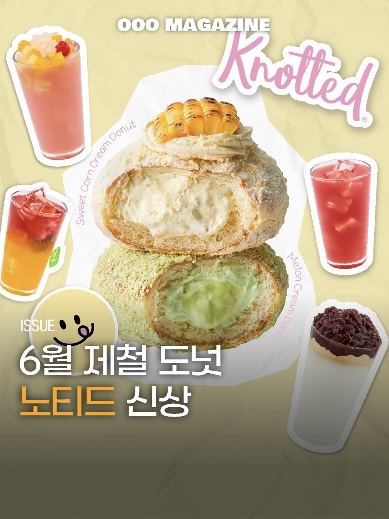 OOO MAGAZINE
Knotted®
Sweet Corn Cream Donut
Melon Cream Donut
ISSUE
6월 제철 도넛
노티드 신상